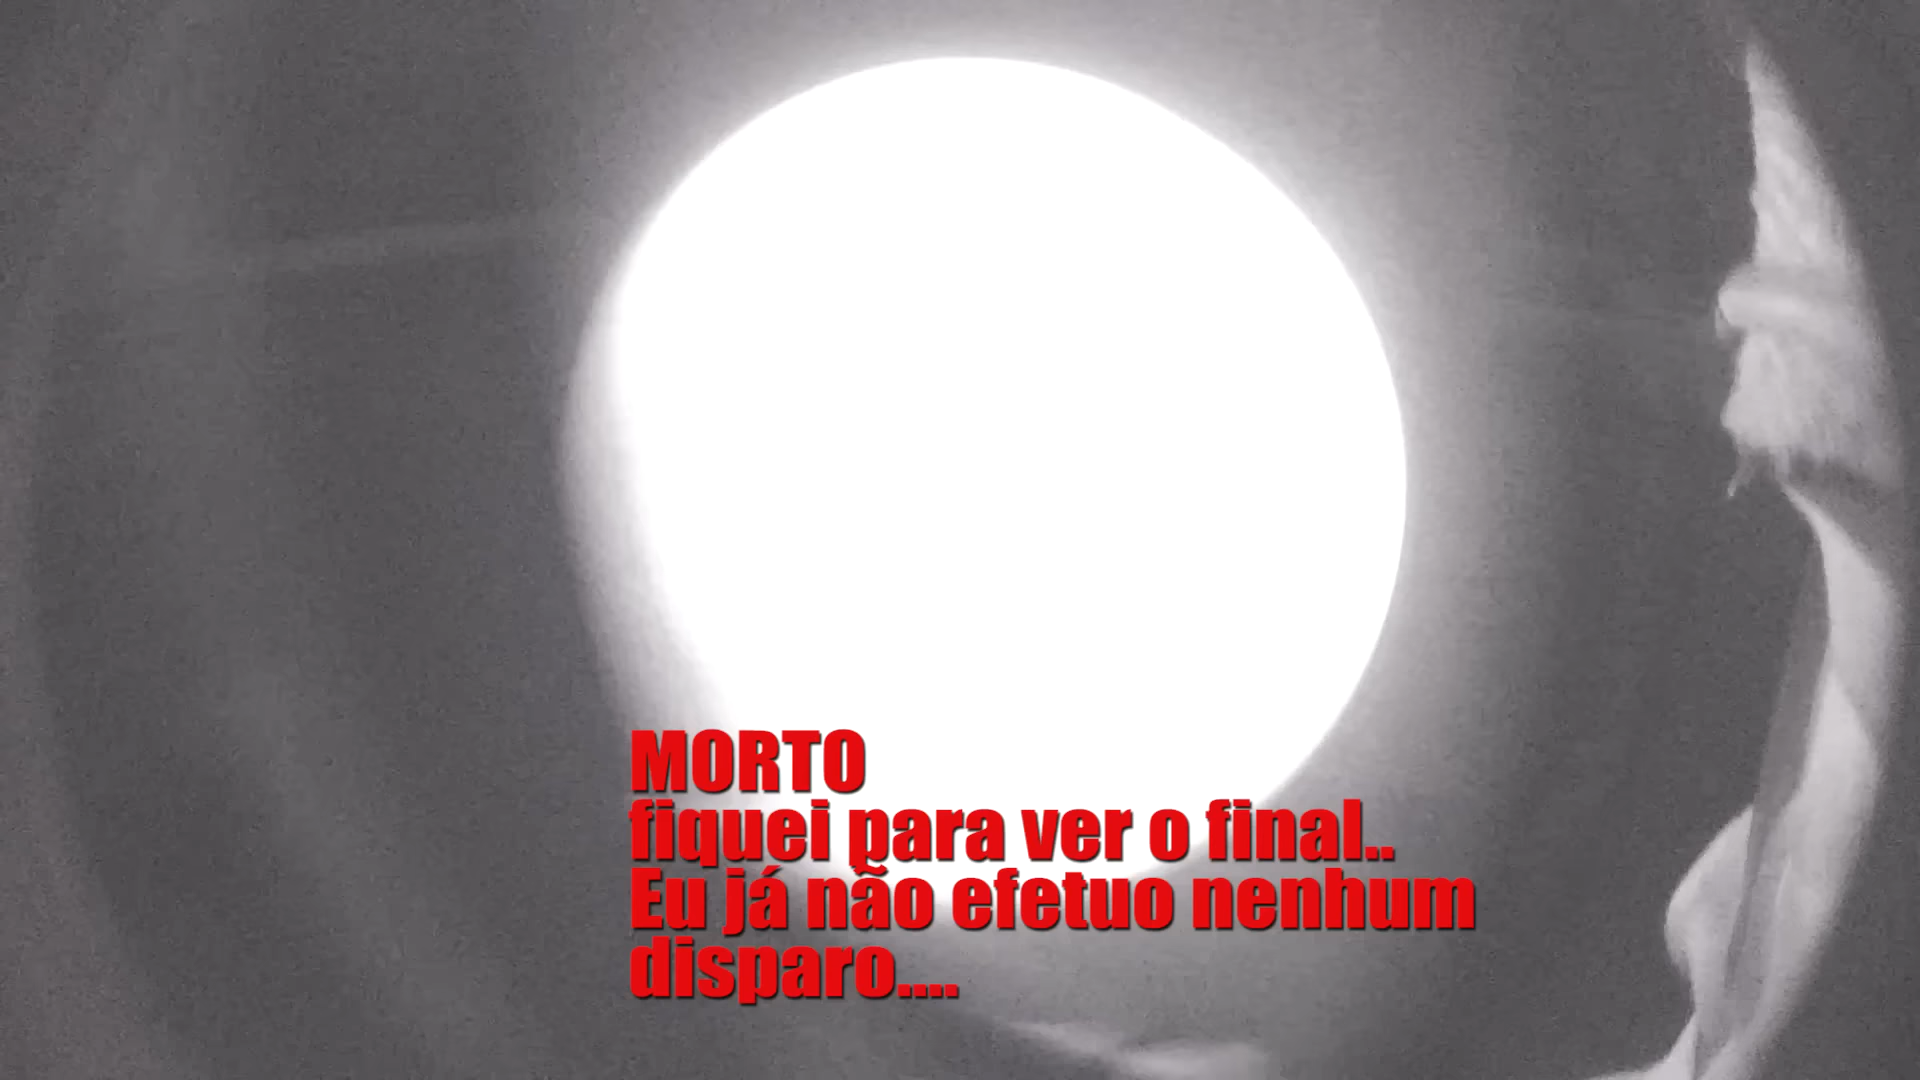 MORTO
fiquei para ver o final..
Eu já não efetuo nenhum
disparo....